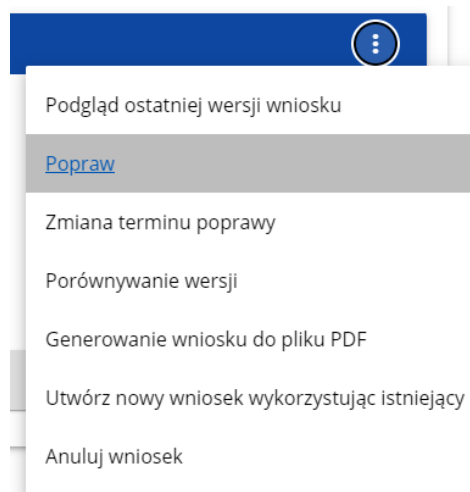 Podgląd ostatniej wersji wniosku
Popraw
Zmiana terminu poprawy
Porównywanie wersji
Generowanie wniosku do pliku PDF
Utwórz nowy wniosek wykorzystując istniejący
Anuluj wniosek